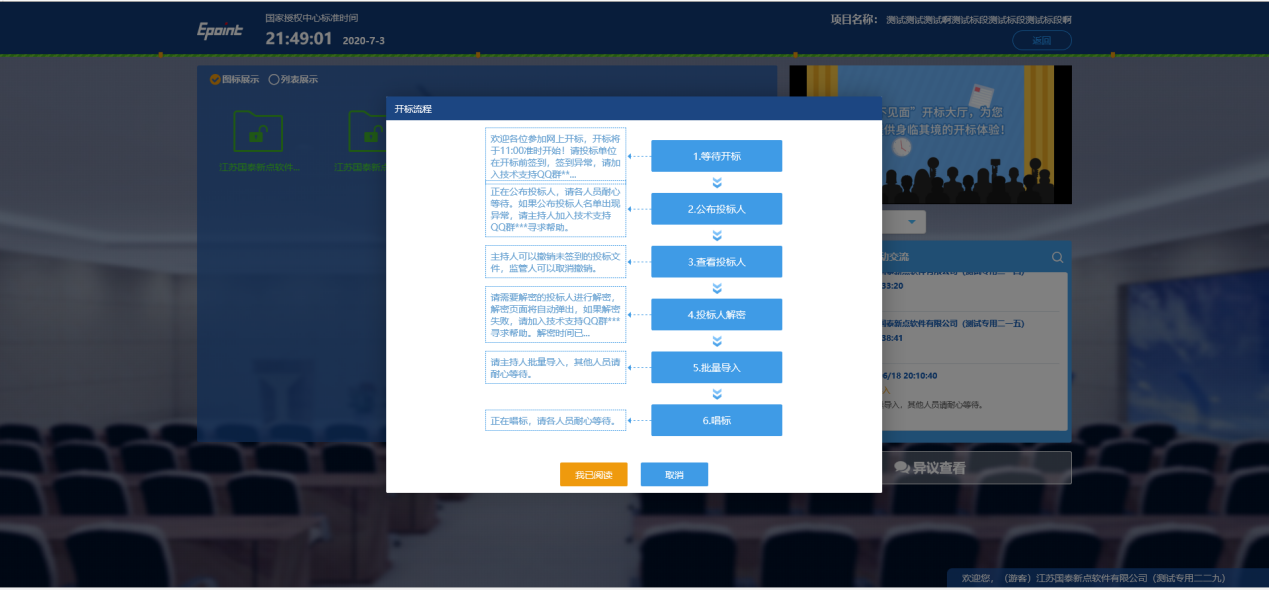 Epoint
国家授权中心标准时间
21:49:01 2020-7-3
项目名称： 测试测试测试啊测试标段测试标段测试标段啊
返回
图标展示 列表展示
江苏国泰新点软件...
江苏国泰新点
不见面”开标大厅，为您
供身临其境的开标体验！
开标流程
欢迎各位参加网上开标，开标将
于11:00准时开始！请投标单位
在开标前签到，签到异常，请加
入技术支持QQ群**...
1.等待开标
正在公布投标人，请各人员耐心
等待。如果公布投标人名单出现
异常，请主持人加入技术支持
QQ群***寻求帮助。
2.公布投标人
主持人可以撤销未签到的投标文
件，监管人可以取消撤销。
3.查看投标人
请需要解密的投标人进行解密，
解密页面将自动弹出，如果解密
失败，请加入技术支持QQ群***
寻求帮助。解密时间已...
4.投标人解密
请主持人批量导入，其他人员请
耐心等待。
5.批量导入
正在唱标，请各人员耐心等待。
6.唱标
我已阅读 取消
动交流
33:20
国泰新点软件有限公司（测试专用二一五）
38:41
6/18 20:10:40
人
导入，其他人员请耐心等待。
异议查看
欢迎您，（游客）江苏国泰新点软件有限公司（测试专用二二九）